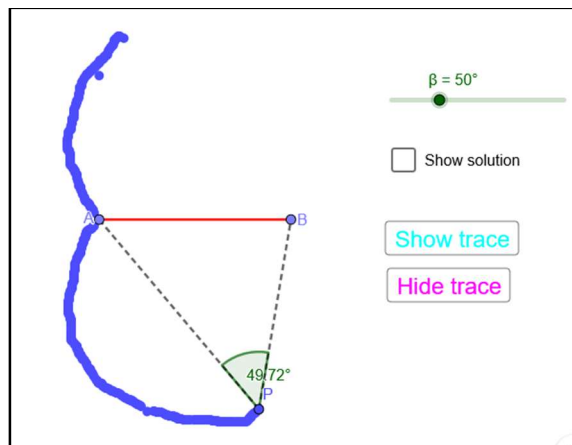 β = 50°
Show solution
A
B
Show trace
Hide trace
49.72°
P